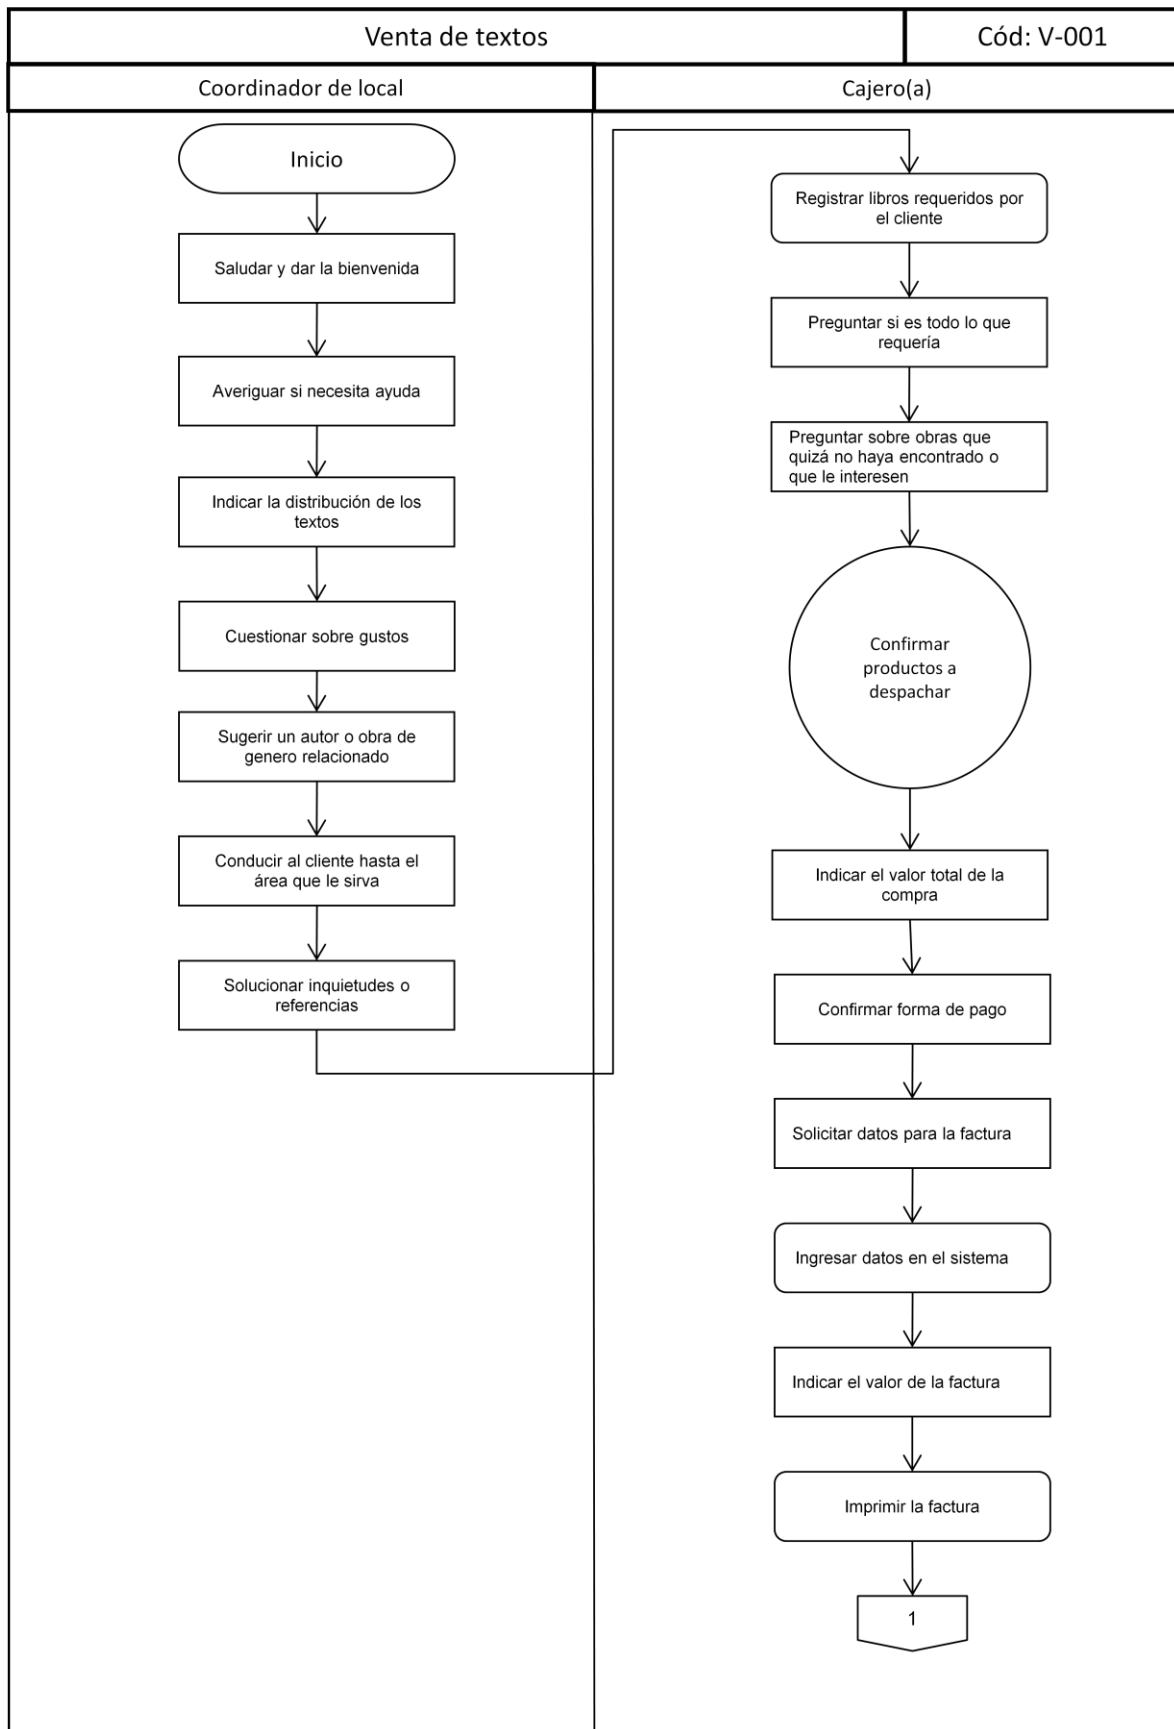 Venta de textos
Cód: V-001
Coordinador de local
Cajero(a)
Inicio
Saludar y dar la bienvenida
Averiguar si necesita ayuda
Indicar la distribución de los
textos
Cuestionar sobre gustos
Sugerir un autor o obra de
genero relacionado
Conducir al cliente hasta el
área que le sirva
Solucionar inquietudes o
referencias
Registrar libros requeridos por
el cliente
Preguntar si es todo lo que
requería
Preguntar sobre obras que
quizá no haya encontrado o
que le interesen
Confirmar
productos a
despachar
Indicar el valor total de la
compra
Confirmar forma de pago
Solicitar datos para la factura
Ingresar datos en el sistema
Indicar el valor de la factura
Imprimir la factura
1